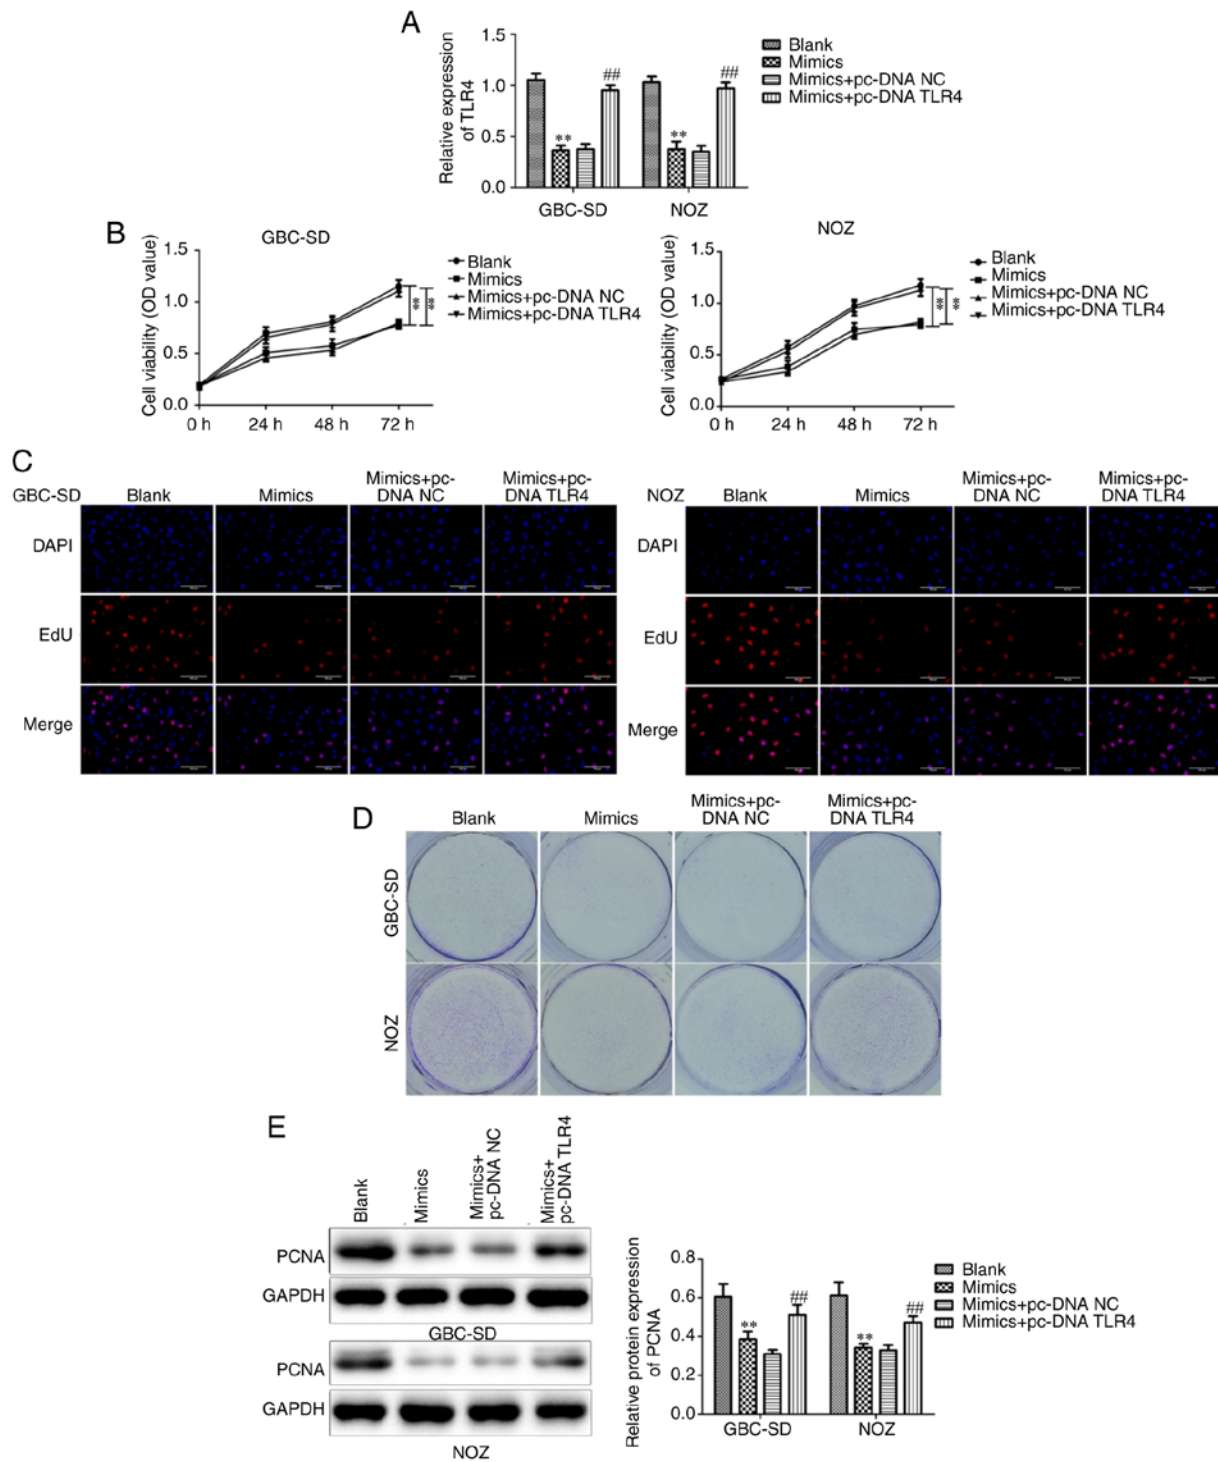 A
Relative expression
of TLR4
1.5
1.0
0.5
0.0
**
##
**
##
GBC-SD
NOZ
Blank
Mimics
Mimics+pc-DNA NC
Mimics+pc-DNA TLR4
B
GBC-SD
Cell viability (OD value)
1.5
1.0
0.5
0.0
0 h
24 h
48 h
72 h
**
**
Blank
Mimics
Mimics+pc-DNA NC
Mimics+pc-DNA TLR4
NOZ
Cell viability (OD value)
1.5
1.0
0.5
0.0
0 h
24 h
48 h
72 h
**
**
Blank
Mimics
Mimics+pc-DNA NC
Mimics+pc-DNA TLR4
C
GBC-SD
Blank
Mimics
Mimics+pc-
DNA NC
Mimics+pc-
DNA TLR4
DAPI
EdU
Merge
NOZ
Blank
Mimics
Mimics+pc-
DNA NC
Mimics+pc-
DNA TLR4
DAPI
EdU
Merge
D
Blank
Mimics
Mimics+pc-
DNA NC
Mimics+pc-
DNA TLR4
GBC-SD
NOZ
E
Blank
Mimics
Mimics+
pc-DNA NC
Mimics+
pc-DNA TLR4
PCNA
GAPDH
GBC-SD
PCNA
GAPDH
NOZ
Relative protein expression
of PCNA
0.8
0.6
0.4
0.2
0.0
**
##
**
##
GBC-SD
NOZ
Blank
Mimics
Mimics+pc-DNA NC
Mimics+pc-DNA TLR4